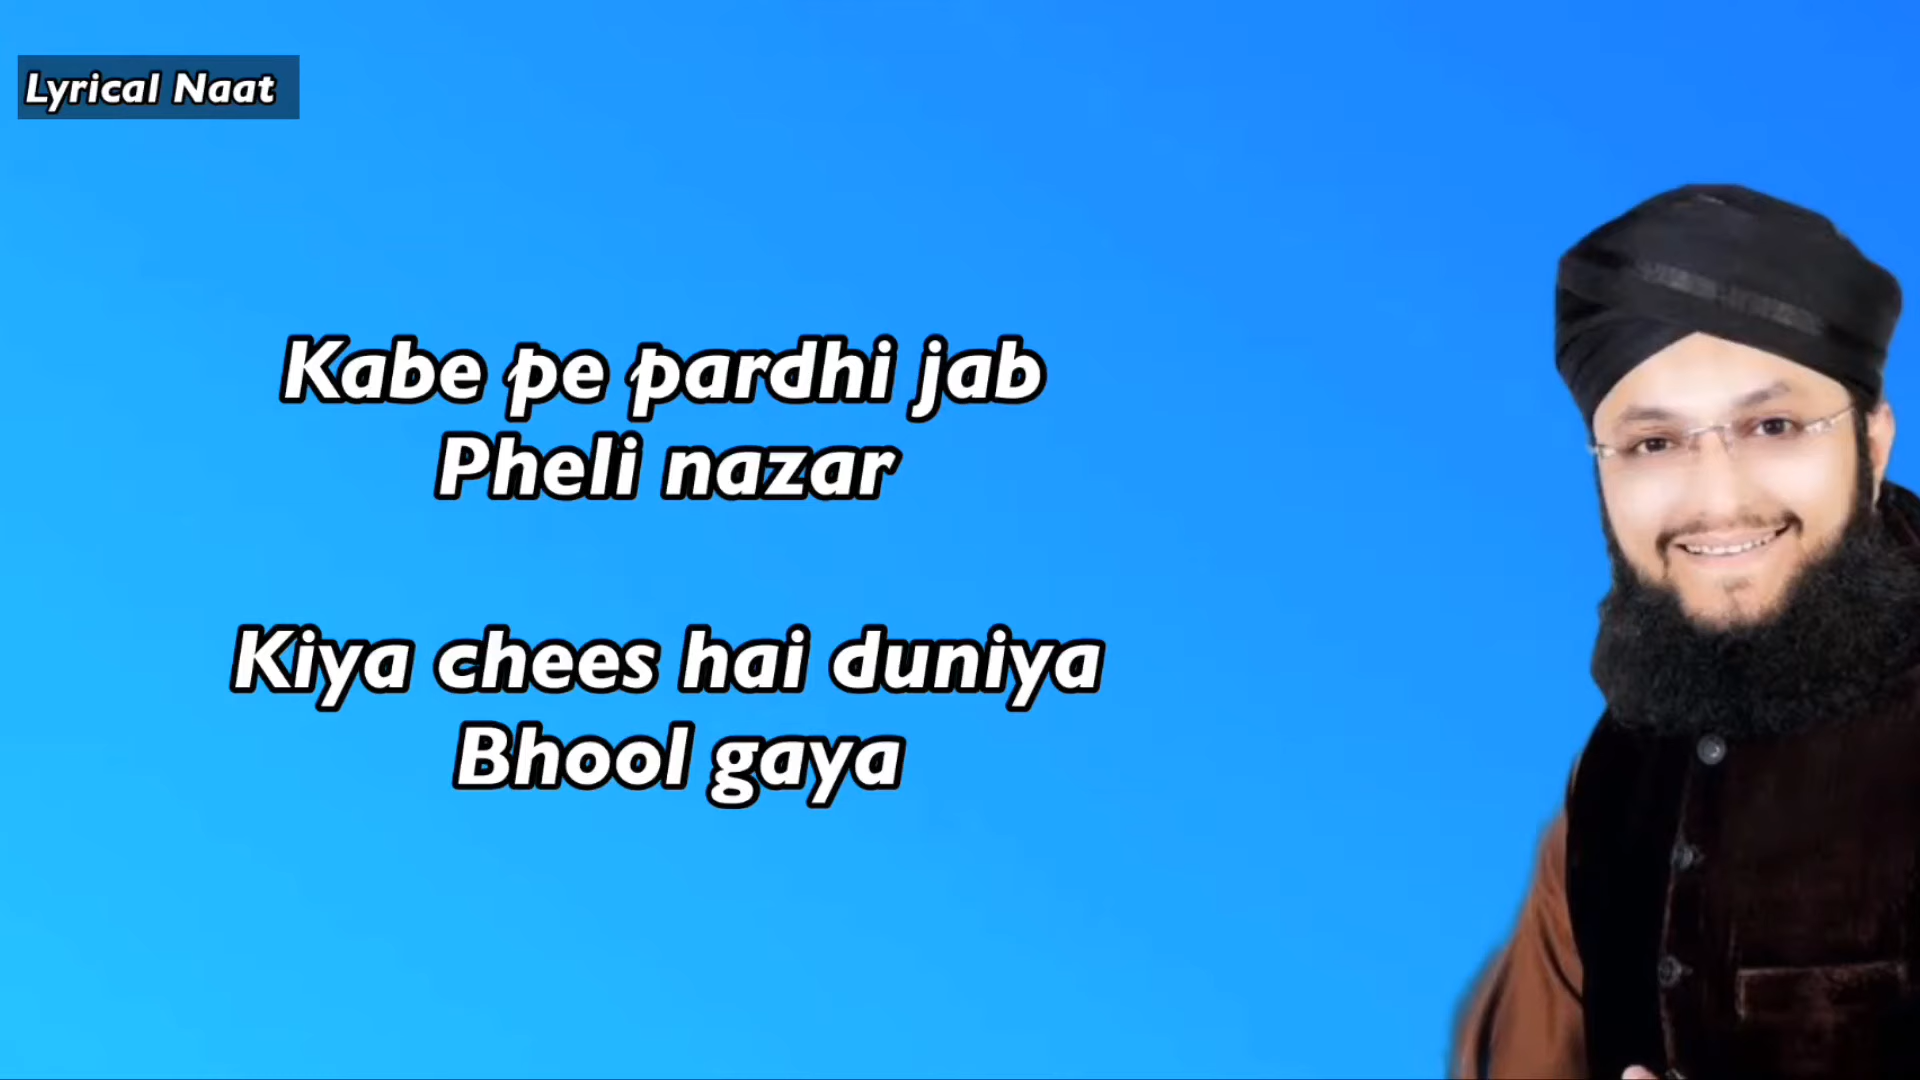 Lyrical Naat
Kabe pe pardhi jab
Pheli nazar
Kiya chees hai duniya
Bhool gaya